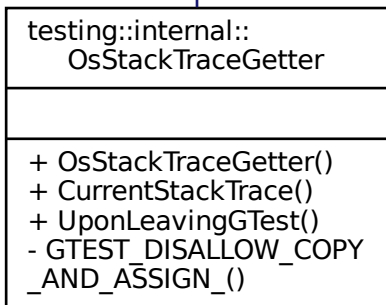 testing::internal::
OsStackTraceGetter
+ OsStackTraceGetter()
+ CurrentStackTrace()
+ UponLeavingGTest()
- GTEST_DISALLOW_COPY
_AND_ASSIGN_()